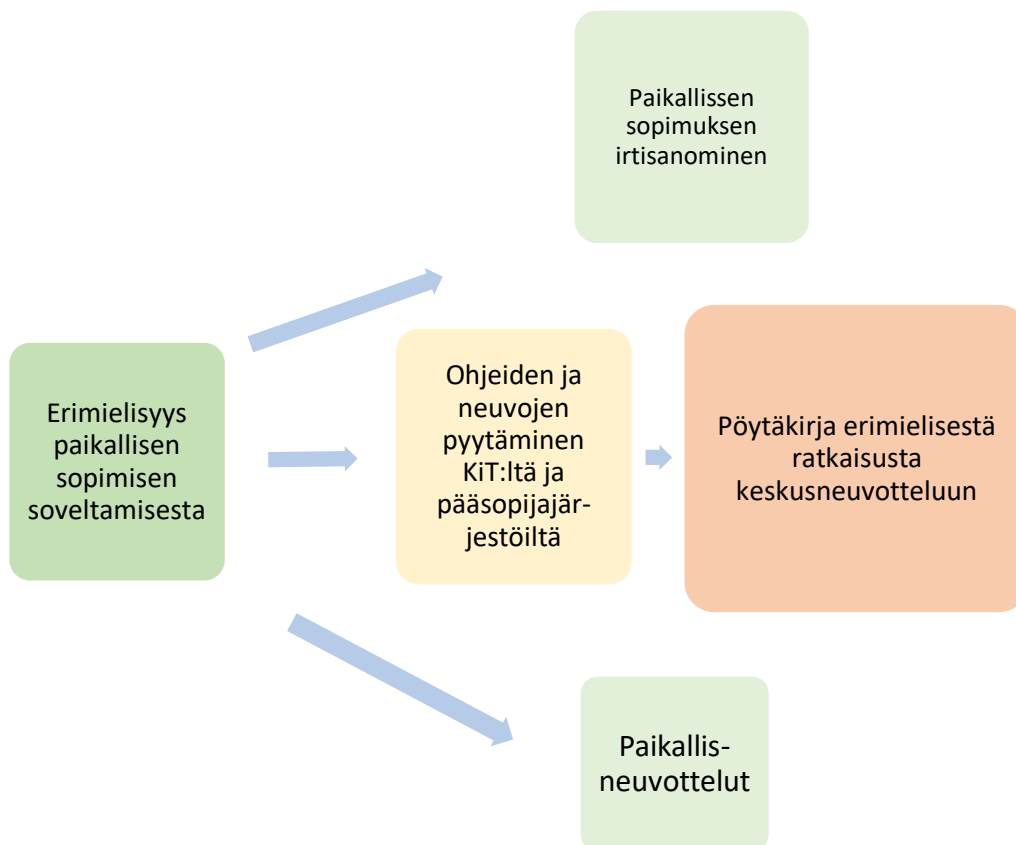 Paikallissen
sopimuksen
irtisanominen
Erimielisyys
paikallisen
sopimisen
soveltamisesta
Ohjeiden ja
neuvojen
pyytäminen
KiT:ltä ja
pääsopijajär-
jestöiltä
Pöytäkirja erimielisestä
ratkaisusta
keskusneuvotteluun
Paikallis-
neuvottelut